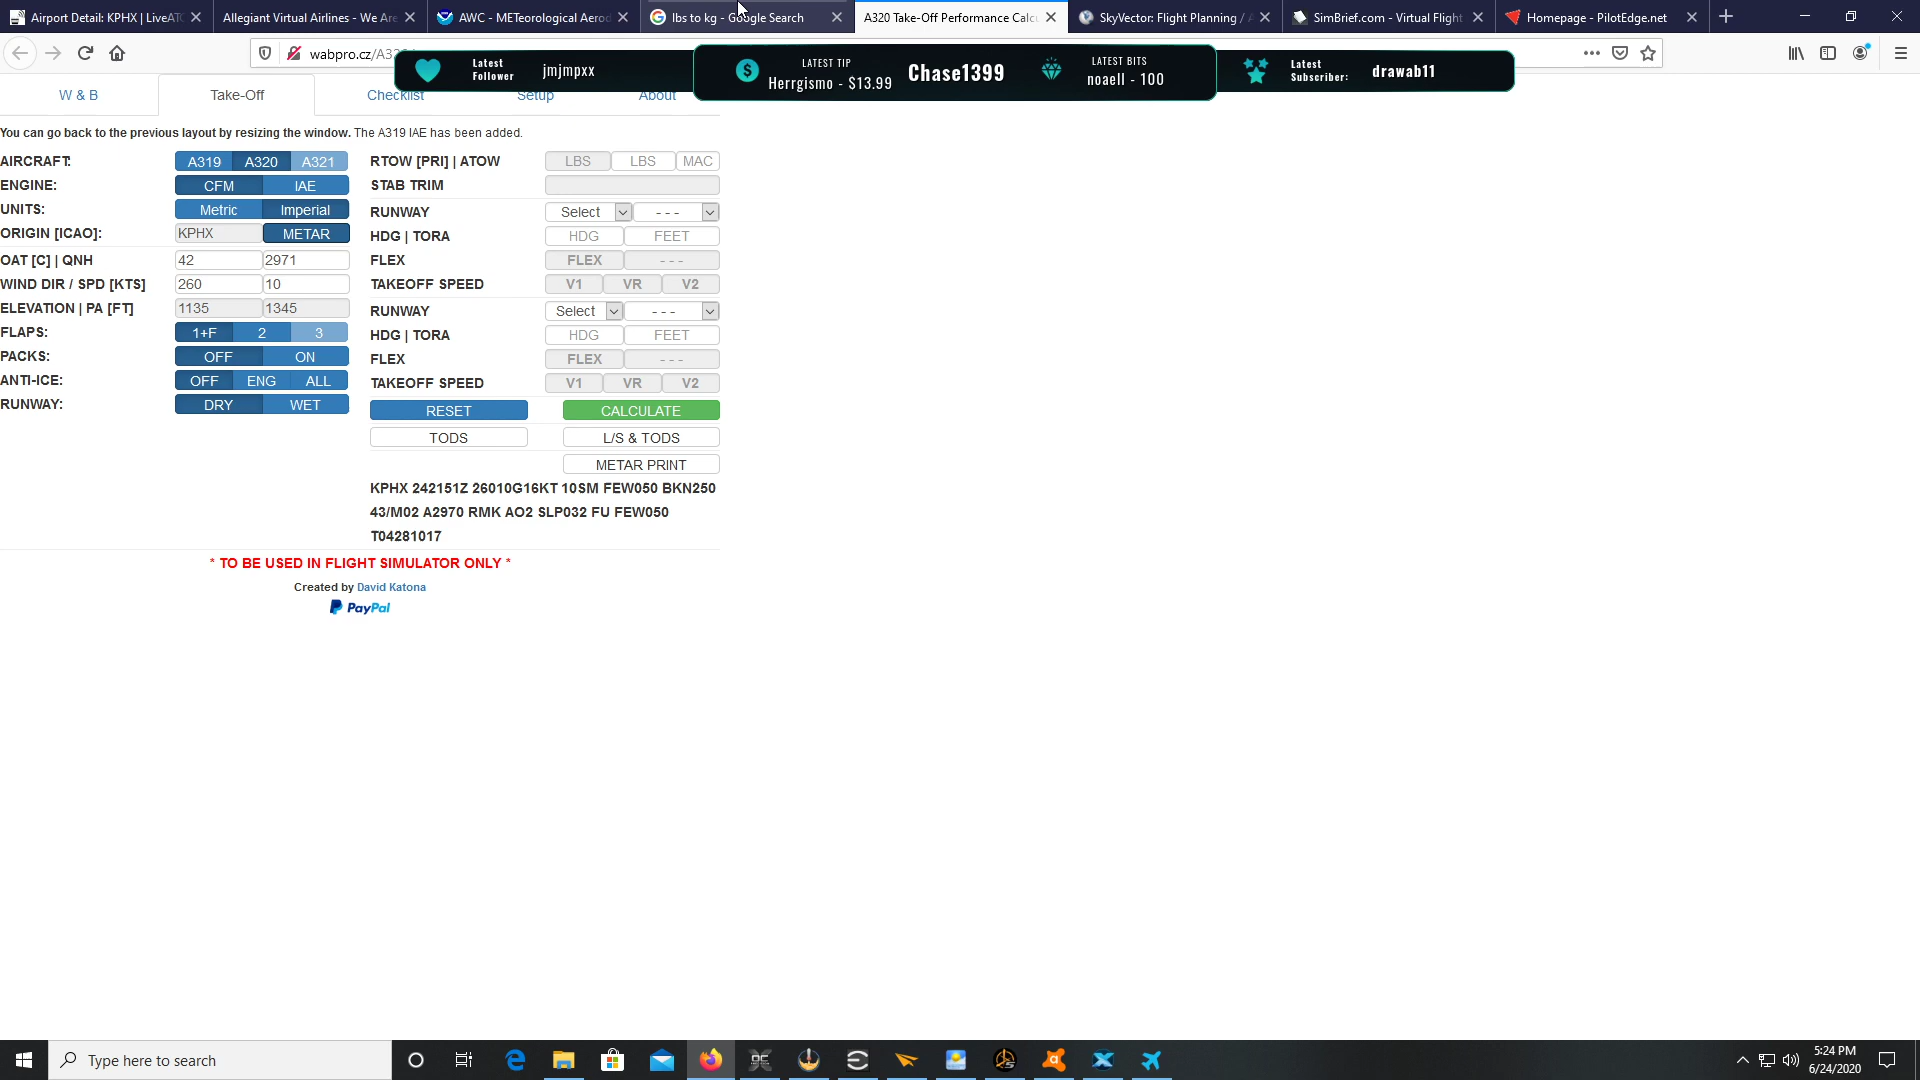 Airport Detail: KPHX | LiveATC
Allegiant Virtual Airlines - We Are
AWC - METeorological Aerod
lbs to kg - Google Search
A320 Take-Off Performance Calcu
SkyVector: Flight Planning / A
SimBrief.com - Virtual Flight
Homepage - PilotEdge.net
wabpro.cz/A320
Latest Follower jmjmpxx
LATEST TIP
Herrgismo - $13.99
Chase1399
LATEST BITS
noaell - 100
Latest Subscriber: drawab11
W & B
Take-Off
Checklist
Setup
About
You can go back to the previous layout by resizing the window. The A319 IAE has been added.
AIRCRAFT: A319 A320 A321
ENGINE: CFM IAE
UNITS: Metric Imperial
ORIGIN [ICAO]: KPHX METAR
OAT [C] | QNH 42 2971
WIND DIR / SPD [KTS] 260 10
ELEVATION | PA [FT] 1135 1345
FLAPS: 1+F 2 3
PACKS: OFF ON
ANTI-ICE: OFF ENG ALL
RUNWAY: DRY WET
RTOW [PRI] | ATOW LBS LBS MAC
STAB TRIM
RUNWAY Select - - -
HDG | TORA HDG FEET
FLEX FLEX - - -
TAKEOFF SPEED V1 VR V2
RUNWAY Select - - -
HDG | TORA HDG FEET
FLEX FLEX - - -
TAKEOFF SPEED V1 VR V2
RESET CALCULATE
TODS L/S & TODS
METAR PRINT
KPHX 242151Z 26010G16KT 10SM FEW050 BKN250
43/M02 A2970 RMK AO2 SLP032 FU FEW050
T04281017
* TO BE USED IN FLIGHT SIMULATOR ONLY *
Created by David Katona
PayPal
Type here to search
5:24 PM
6/24/2020